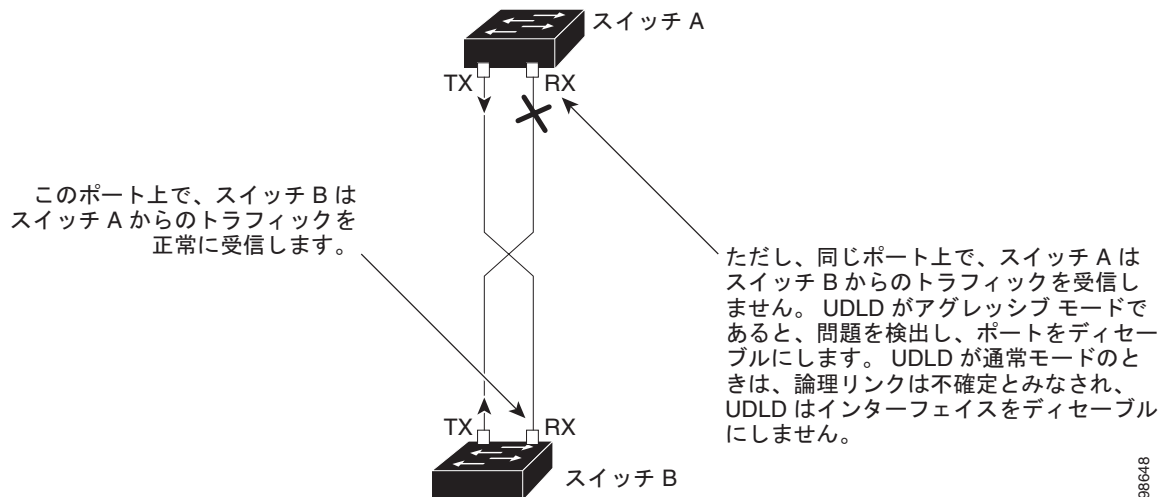 スイッチ A
TX
RX
このポート上で、スイッチ B は
スイッチ A からのトラフィックを
正常に受信します。
ただし、同じポート上で、スイッチ A は
スイッチ B からのトラフィックを受信し
ません。 UDLD がアグレッシブ モードで
あると、問題を検出し、ポートをディセー
ブルにします。 UDLD が通常モードのと
きは、論理リンクは不確定とみなされ、
UDLD はインターフェイスをディセーブル
にしません。
TX
RX
スイッチ B
98648